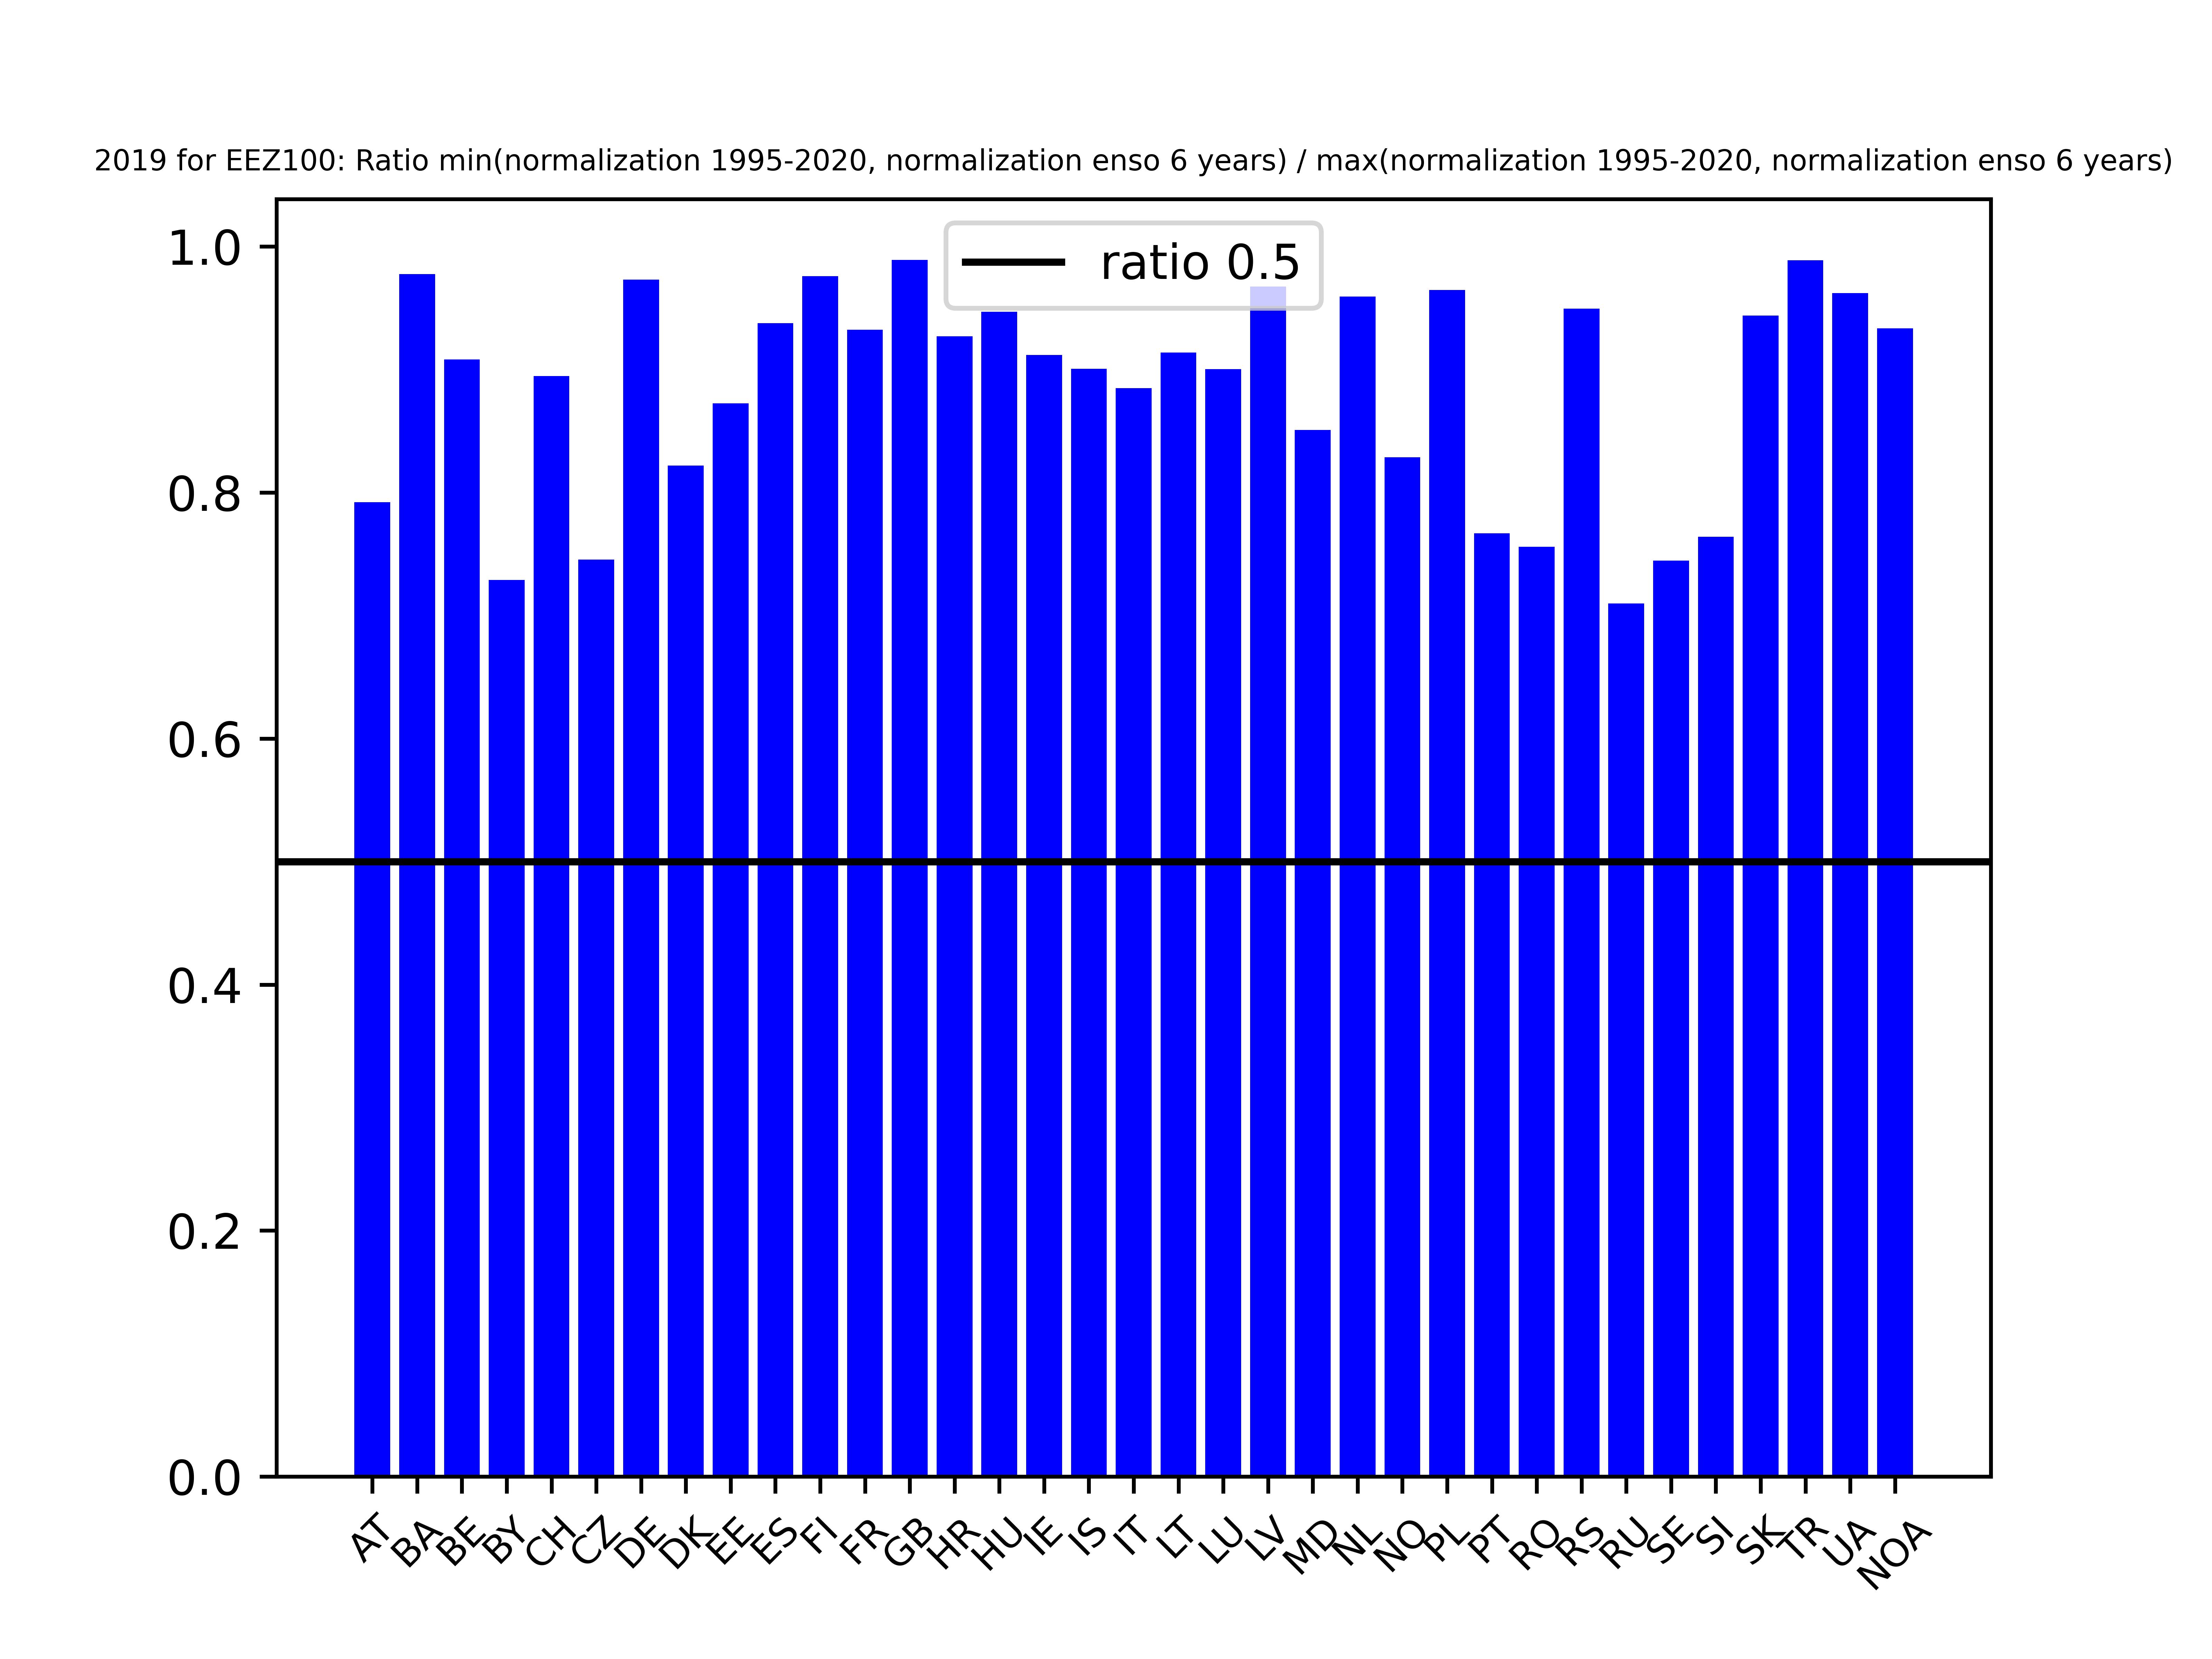 2019 for EEZ100: Ratio min(normalization 1995-2020, normalization enso 6 years) / max(normalization 1995-2020, normalization enso 6 years)
ratio 0.5
1.0
0.8
0.6
0.4
0.2
0.0
AT BA BE BY CH CZ DE DK EE ES FI FR GB HR HU IE IS IT LT LU LV MD NL NO PL PT RO RS RU SE SI SK TR UA NOA